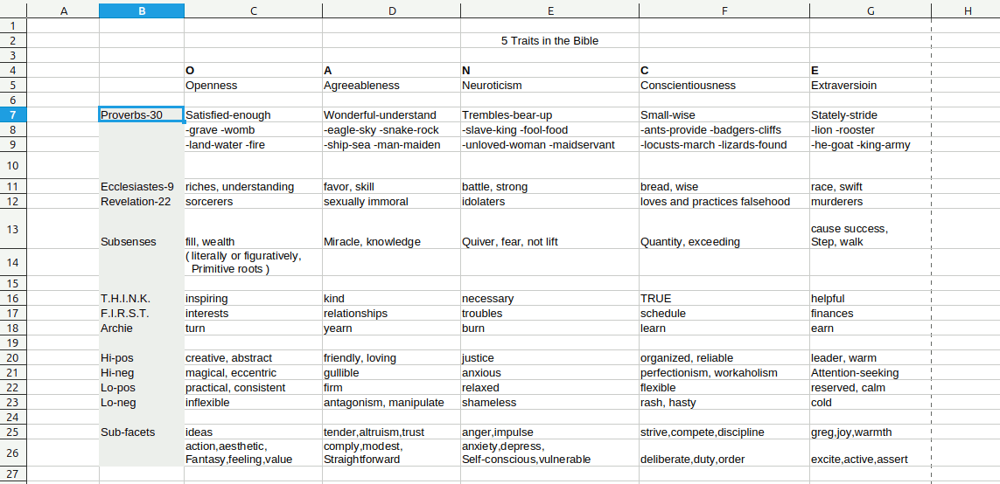 A B C D E F G H
1
2 5 Traits in the Bible
3
4 O A N C E
5 Openness Agreeableness Neuroticism Conscientiousness Extraversioin
6
7 Proverbs-30 Satisfied-enough Wonderful-understand Trembles-bear-up Small-wise Stately-stride
8 -grave -womb -eagle-sky -snake-rock -slave-king -fool-food -ants-provide -badgers-cliffs -lion -rooster
9 -land-water -fire -ship-sea -man-maiden -unloved-woman -maidservant -locusts-march -lizards-found -he-goat -king-army
10
11 Ecclesiastes-9 riches, understanding favor, skill battle, strong bread, wise race, swift
12 Revelation-22 sorcerers sexually immoral idolaters loves and practices falsehood murderers
cause success,
13 Subsenses fill, wealth Miracle, knowledge Quiver, fear, not lift Quantity, exceeding Step, walk
( literally or figuratively,
14 Primitive roots )
15
16 T.H.I.N.K. inspiring kind necessary TRUE helpful
17 F.I.R.S.T. interests relationships troubles schedule finances
18 Archie turn yearn burn learn earn
19
20 Hi-pos creative, abstract friendly, loving justice organized, reliable leader, warm
21 Hi-neg magical, eccentric gullible anxious perfectionism, workaholism Attention-seeking
22 Lo-pos practical, consistent firm relaxed flexible reserved, calm
23 Lo-neg inflexible antagonism, manipulate shameless rash, hasty cold
24
25 Sub-facets ideas tender,altruism,trust anger,impulse strive,compete,discipline greg,joy,warmth
action,aesthetic, comply,modest, anxiety,depress,
26 Fantasy,feeling,value Straightforward Self-conscious,vulnerable deliberate,duty,order excite,active,assert
27